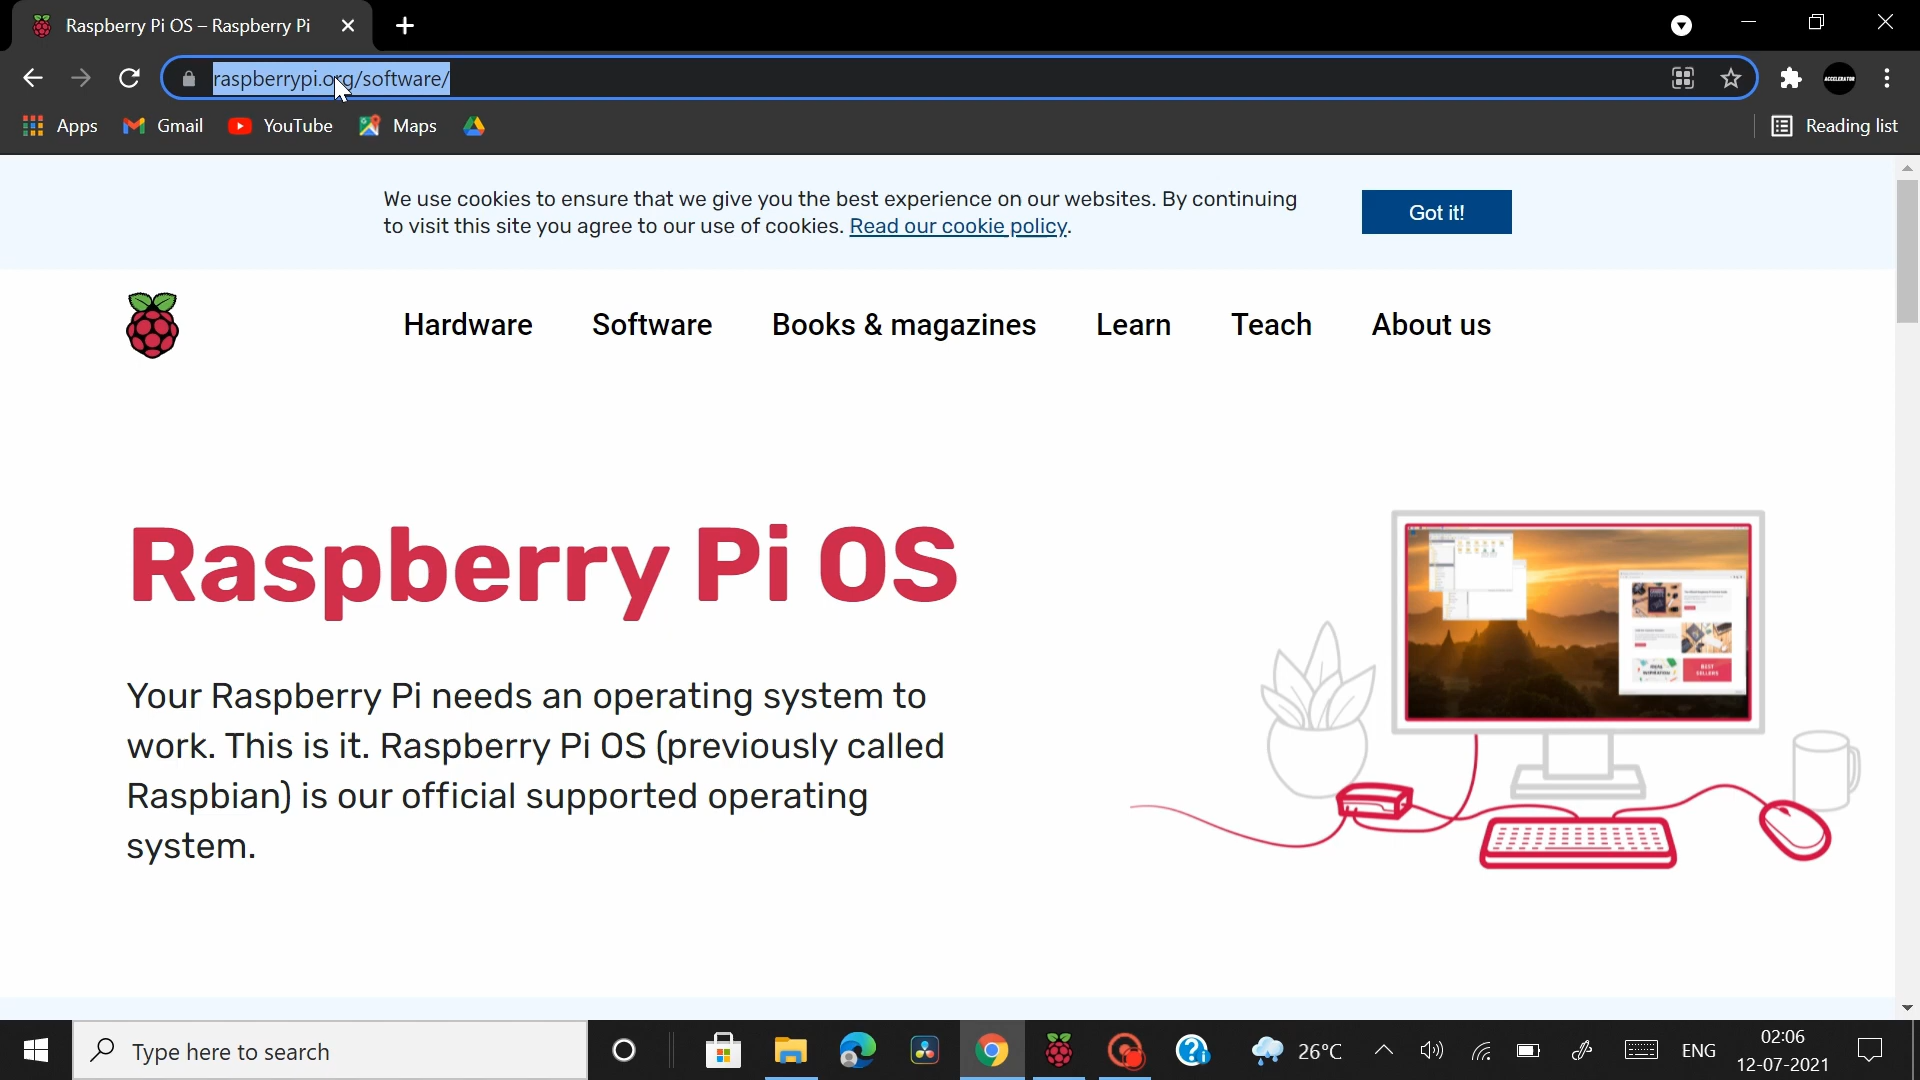 Raspberry Pi OS – Raspberry Pi
raspberrypi.org/software/
Apps Gmail YouTube Maps Reading list
We use cookies to ensure that we give you the best experience on our websites. By continuing
to visit this site you agree to our use of cookies. Read our cookie policy.
Got it!
Hardware Software Books & magazines Learn Teach About us
Raspberry Pi OS
Your Raspberry Pi needs an operating system to
work. This is it. Raspberry Pi OS (previously called
Raspbian) is our official supported operating
system.
BEST
SELLERS
Type here to search
26°C
ENG
02:06
12-07-2021